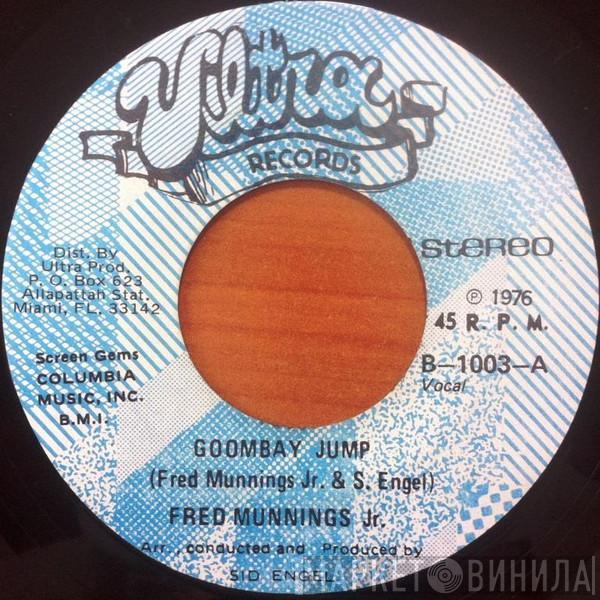 Ultra
RECORDS
Dist. By
Ultra Prod.
P. O. Box 623
Allapattah Stat.
Miami, FL, 33142
Screen Gems
COLUMBIA
MUSIC, INC.
B.M.I.
STEREO
℗ 1976
45 R. P. M.
B-1003-A
Vocal
GOOMBAY JUMP
(Fred Munnings Jr. & S. Engel)
FRED MUNNINGS Jr.
Arr., conducted and Produced by
SID ENGEL
МАРКЕТ ВИНИЛА